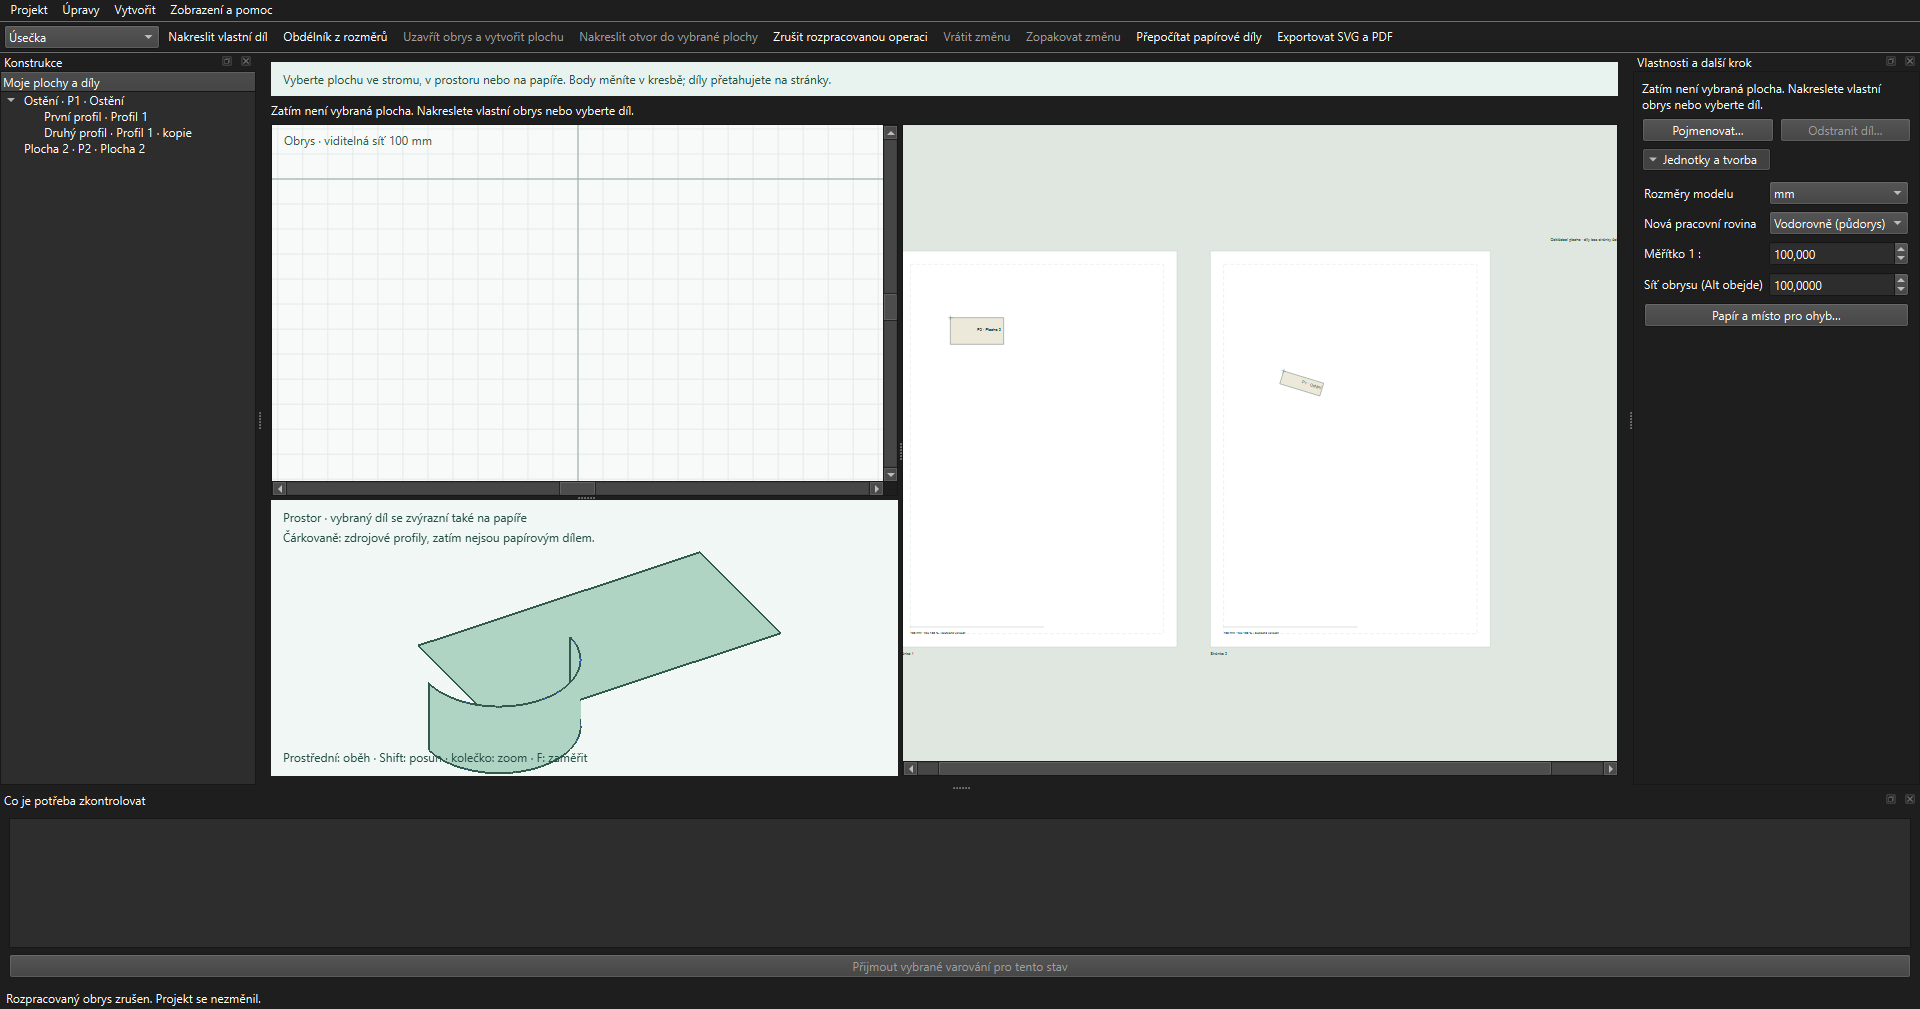 Projekt Úpravy Vytvořit Zobrazení a pomoc
Úsečka Nakreslit vlastní díl Obdélník z rozměrů Uzavřít obrys a vytvořit plochu Nakreslit otvor do vybrané plochy Zrušit rozpracovanou operaci Vrátit změnu Zopakovat změnu Přepočítat papírové díly Exportovat SVG a PDF
Konstrukce
Moje plochy a díly
Ostění · P1 · Ostění
První profil · Profil 1
Druhý profil · Profil 1 · kopie
Plocha 2 · P2 · Plocha 2
Vyberte plochu ve stromu, v prostoru nebo na papíře. Body měníte v kresbě; díly přetahujete na stránky.
Zatím není vybraná plocha. Nakreslete vlastní obrys nebo vyberte díl.
Obrys · viditelná síť 100 mm
Prostor · vybraný díl se zvýrazní také na papíře
Čárkovaně: zdrojové profily, zatím nejsou papírovým dílem.
Prostřední: oběh · Shift: posun · kolečko: zoom · F: zaměřit
P2 · Plocha 2
P1 · Ostění
Stránka 2
Vlastnosti a další krok
Zatím není vybraná plocha. Nakreslete vlastní
obrys nebo vyberte díl.
Pojmenovat... Odstranit díl...
Jednotky a tvorba
Rozměry modelu mm
Nová pracovní rovina Vodorovně (půdorys)
Měřítko 1 : 100,000
Síť obrysu (Alt obejde) 100,0000
Papír a místo pro ohyb...
Co je potřeba zkontrolovat
Přijmout vybrané varování pro tento stav
Rozpracovaný obrys zrušen. Projekt se nezměnil.